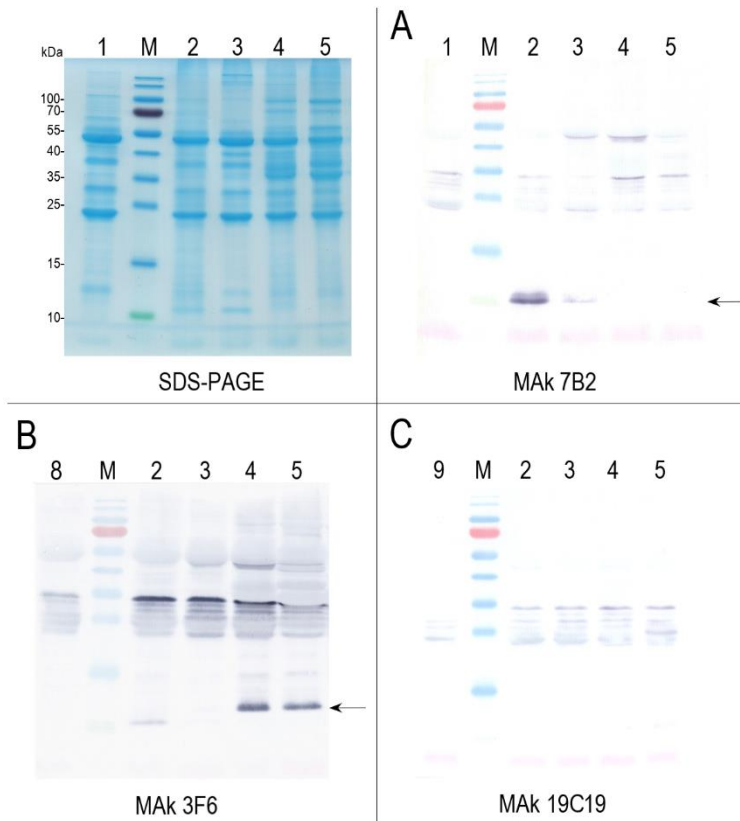 kDa 1 M 2 3 4 5
100-
70-
55-
40-
35-
25-
15-
10-
SDS-PAGE
A
1 M 2 3 4 5
MAk 7B2
B
8 M 2 3 4 5
MAk 3F6
C
9 M 2 3 4 5
MAk 19C19